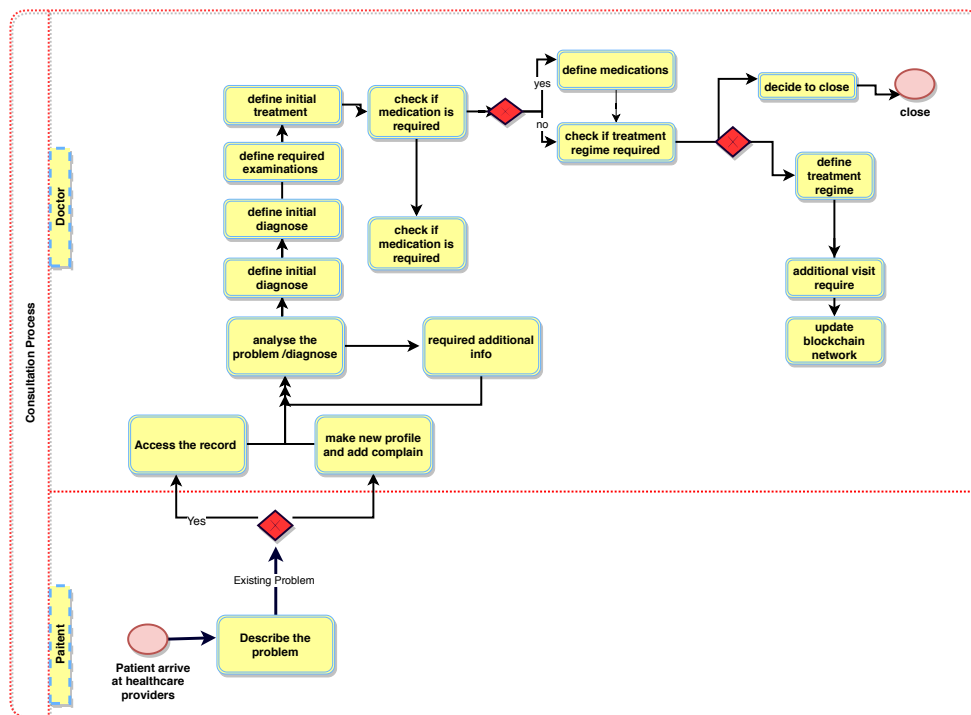 Consultation Process
Doctor
define initial
treatment
check if
medication is
required
yes
no
define medications
check if treatment
regime required
decide to close
close
define required
examinations
define
treatment
regime
define initial
diagnose
check if
medication is
required
define initial
diagnose
additional visit
require
analyse the
problem /diagnose
required additional
info
update
blockchain
network
Access the record
make new profile
and add complain
Yes
Existing Problem
Paitent
Describe the
problem
Patient arrive
at healthcare
providers